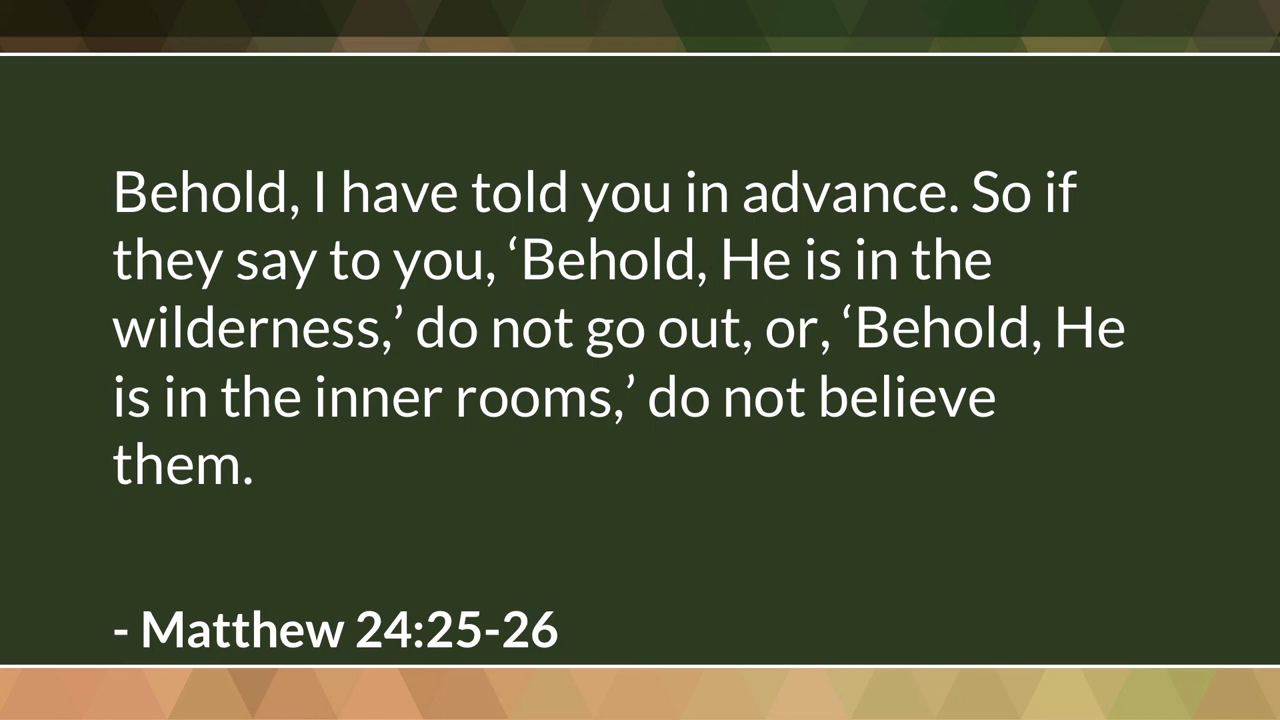 Behold, I have told you in advance. So if
they say to you, ‘Behold, He is in the
wilderness,’ do not go out, or, ‘Behold, He
is in the inner rooms,’ do not believe
them.
- Matthew 24:25-26